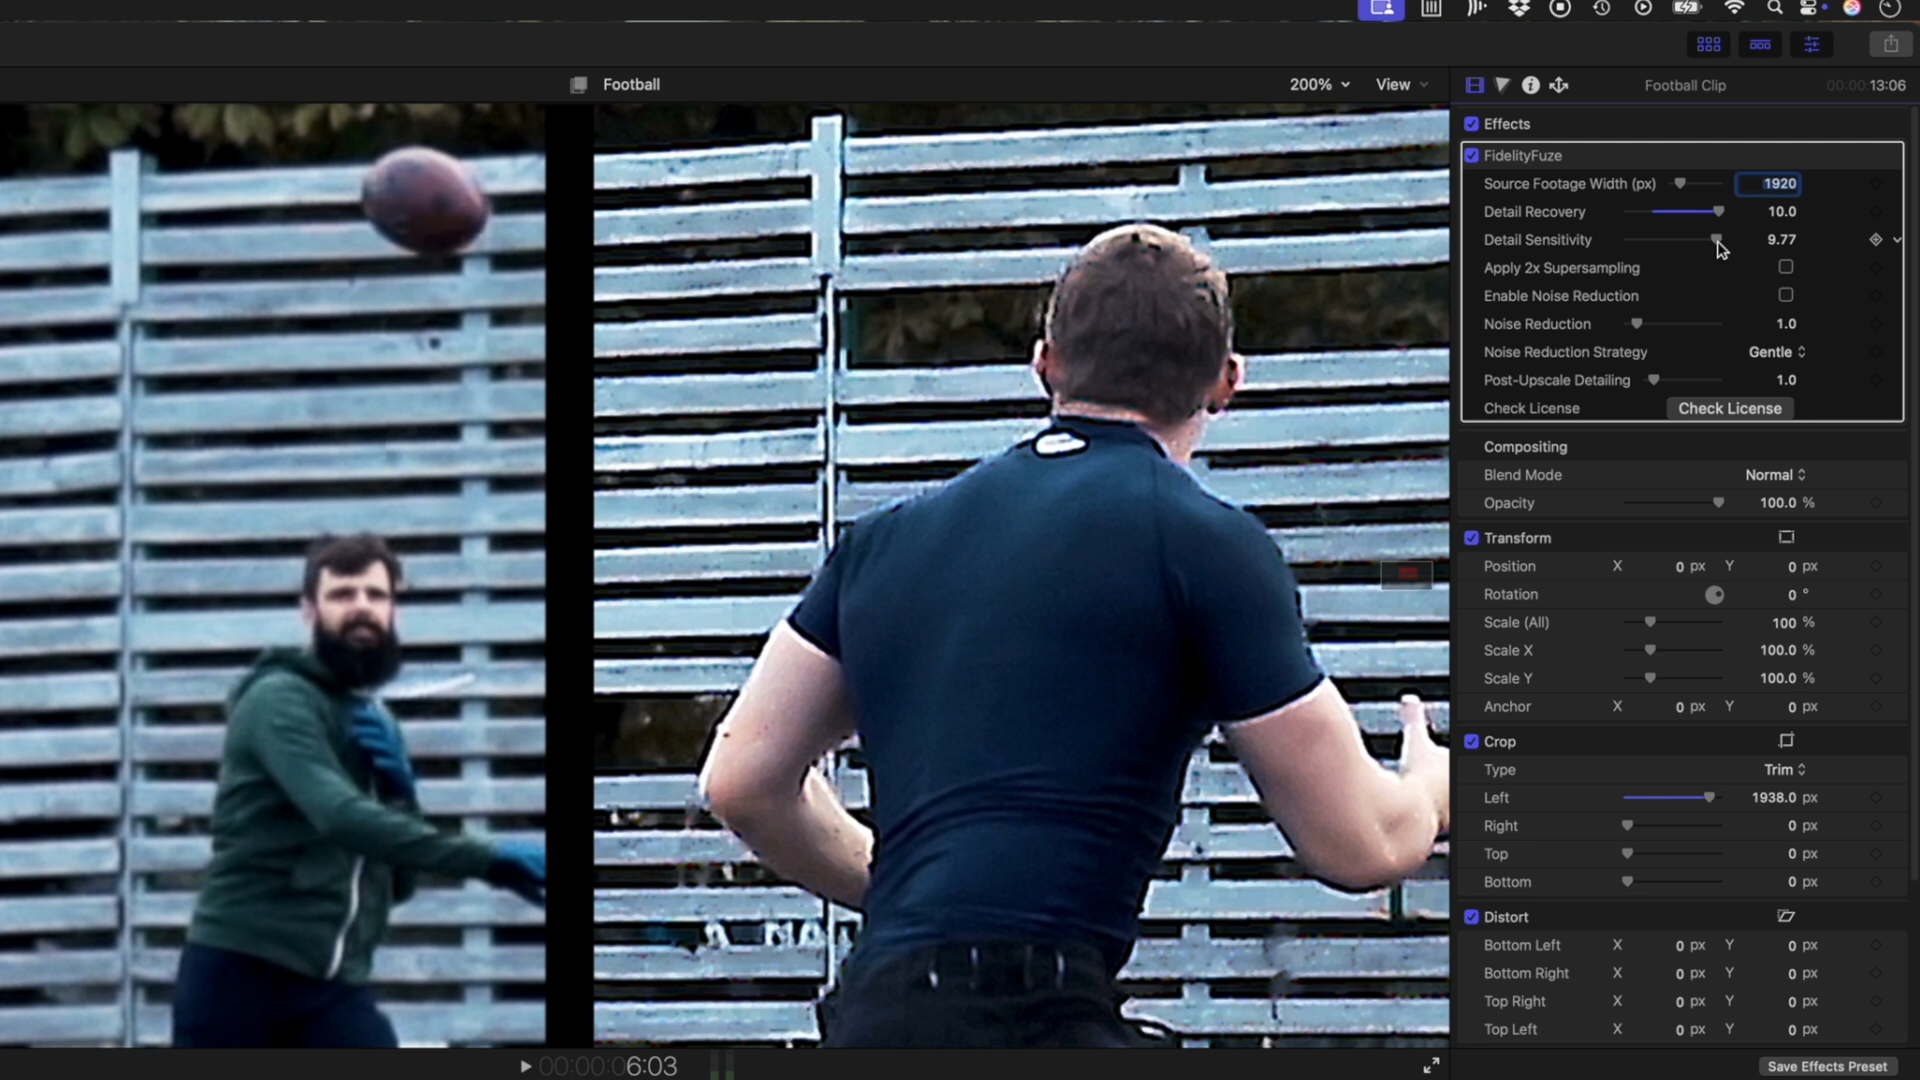 Football
200%
View
Football Clip
00:00:13:06
Effects
FidelityFuze
Source Footage Width (px) 1920
Detail Recovery 10.0
Detail Sensitivity 9.77
Apply 2x Supersampling
Enable Noise Reduction
Noise Reduction 1.0
Noise Reduction Strategy Gentle
Post-Upscale Detailing 1.0
Check License Check License
Compositing
Blend Mode Normal
Opacity 100.0 %
Transform
Position X 0 px Y 0 px
Rotation 0 °
Scale (All) 100 %
Scale X 100.0 %
Scale Y 100.0 %
Anchor X 0 px Y 0 px
Crop
Type Trim
Left 1938.0 px
Right 0 px
Top 0 px
Bottom 0 px
Distort
Bottom Left X 0 px Y 0 px
Bottom Right X 0 px Y 0 px
Top Right X 0 px Y 0 px
Top Left X 0 px Y 0 px
00:00:06:03
Save Effects Preset